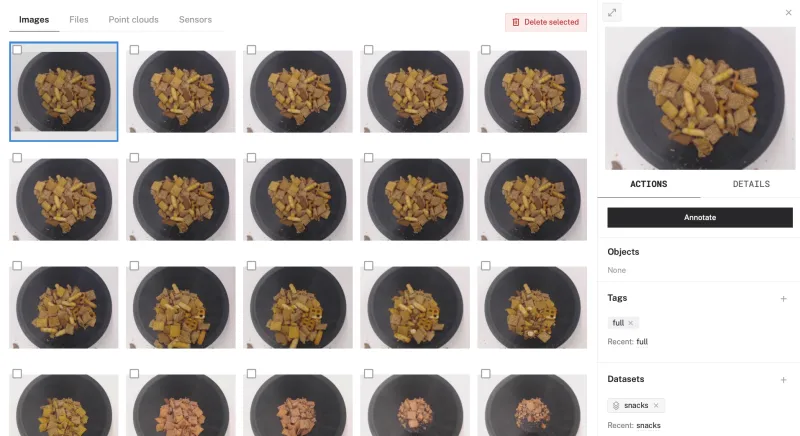 Images Files Point clouds Sensors
Delete selected
ACTIONS DETAILS
Annotate
Objects
None
Tags
full
Recent: full
Datasets
snacks
Recent: snacks